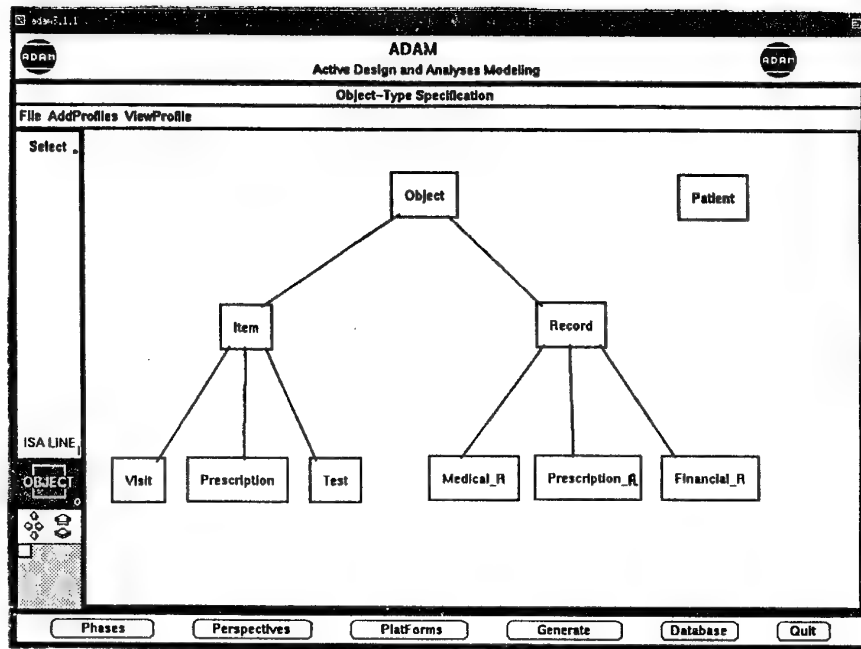 adam3.1.1
ADAM
ADAM
ADAM
Active Design and Analyses Modeling
Object-Type Specification
File AddProfiles ViewProfile
Select
Object
Patient
Item
Record
ISA LINE
OBJECT
Visit
Prescription
Test
Medical_R
Prescription_R
Financial_R
Phases
Perspectives
PlatForms
Generate
Database
Quit